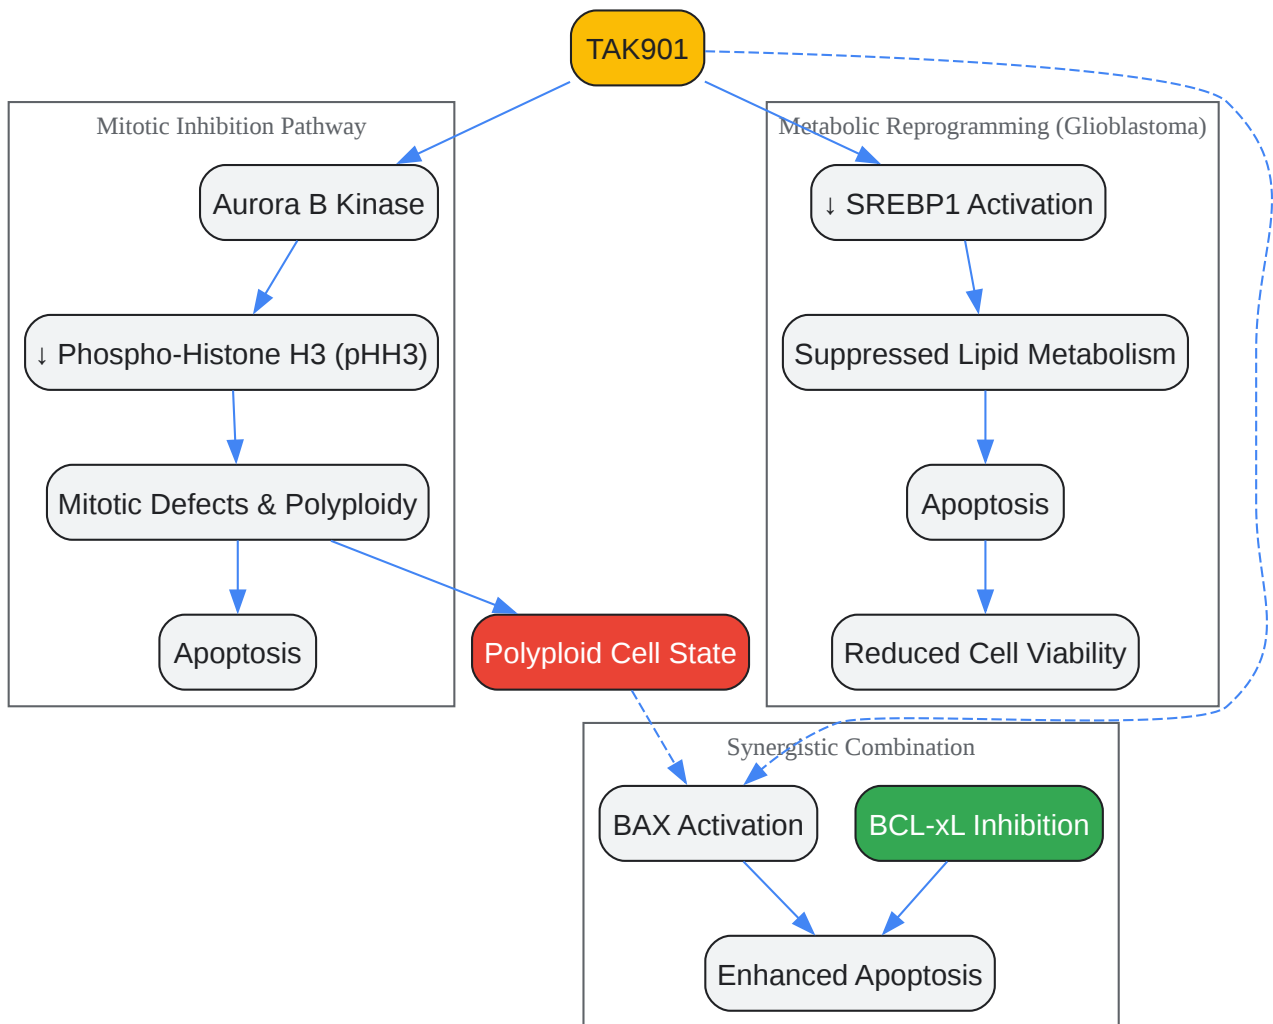 TAK901
Mitotic Inhibition Pathway
Aurora B Kinase
↓ Phospho-Histone H3 (pHH3)
Mitotic Defects & Polyploidy
Apoptosis
Polyploid Cell State
Metabolic Reprogramming (Glioblastoma)
↓ SREBP1 Activation
Suppressed Lipid Metabolism
Apoptosis
Reduced Cell Viability
Synergistic Combination
BAX Activation
BCL-xL Inhibition
Enhanced Apoptosis